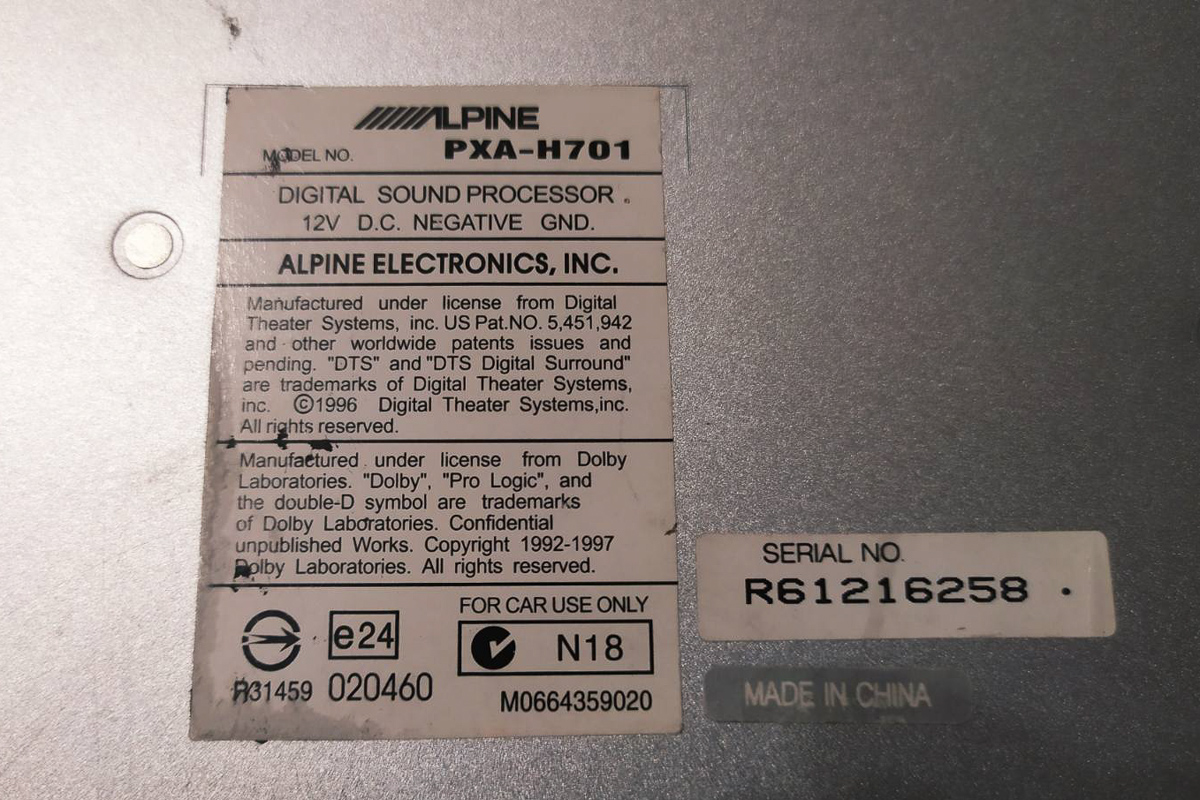 ALPINE
MODEL NO. PXA-H701
DIGITAL SOUND PROCESSOR
12V D.C. NEGATIVE GND.
ALPINE ELECTRONICS, INC.
Manufactured under license from Digital
Theater Systems, inc. US Pat.NO. 5,451,942
and other worldwide patents issues and
pending. "DTS" and "DTS Digital Surround"
are trademarks of Digital Theater Systems,
inc. ©1996 Digital Theater Systems,inc.
All rights reserved.
Manufactured under license from Dolby
Laboratories. "Dolby", "Pro Logic", and
the double-D symbol are trademarks
of Dolby Laboratories. Confidential
unpublished Works. Copyright 1992-1997
Dolby Laboratories. All rights reserved.
FOR CAR USE ONLY
e24
N18
R31459 020460
M0664359020
SERIAL NO.
R61216258
MADE IN CHINA